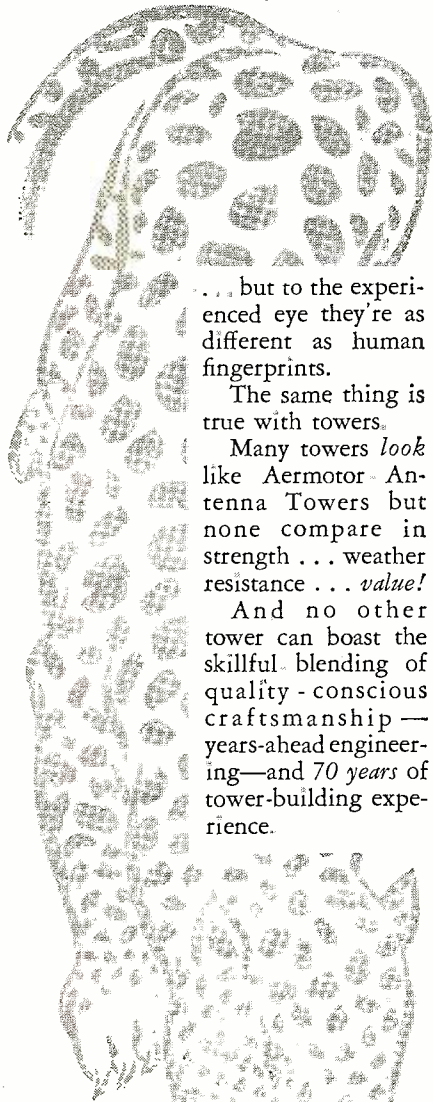 ... but to the experi-
enced eye they're as
different as human
fingerprints.
The same thing is
true with towers.
Many towers look
like Aermotor An-
tenna Towers but
none compare in
strength ... weather
resistance ... value!
And no other
tower can boast the
skillful blending of
quality - conscious
craftsmanship —
years-ahead engineer-
ing—and 70 years of
tower-building expe-
rience.